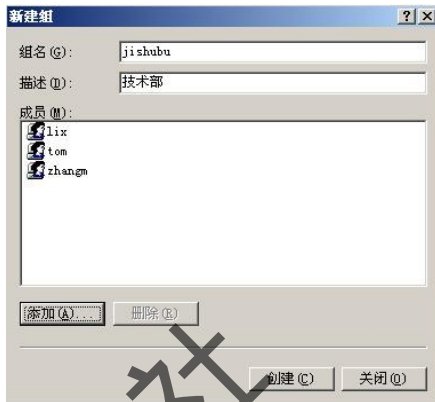 新建组
组名(G): jishubu
描述(D): 技术部
成员(M):
lix
tom
zhangm
添加(A)... 删除(R)
创建(C) 关闭(O)
社